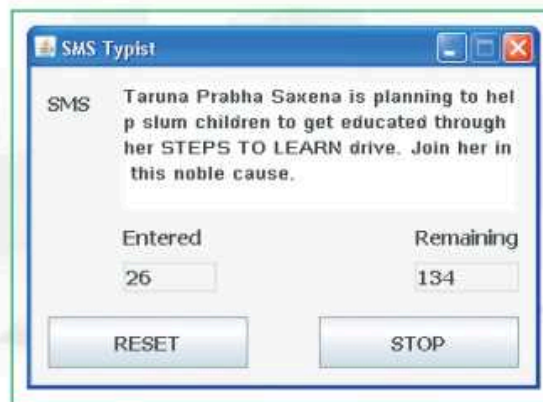 SMS Typist
SMS
Taruna Prabha Saxena is planning to hel
p slum children to get educated through
her STEPS TO LEARN drive. Join her in
this noble cause.
Entered Remaining
26 134
RESET STOP